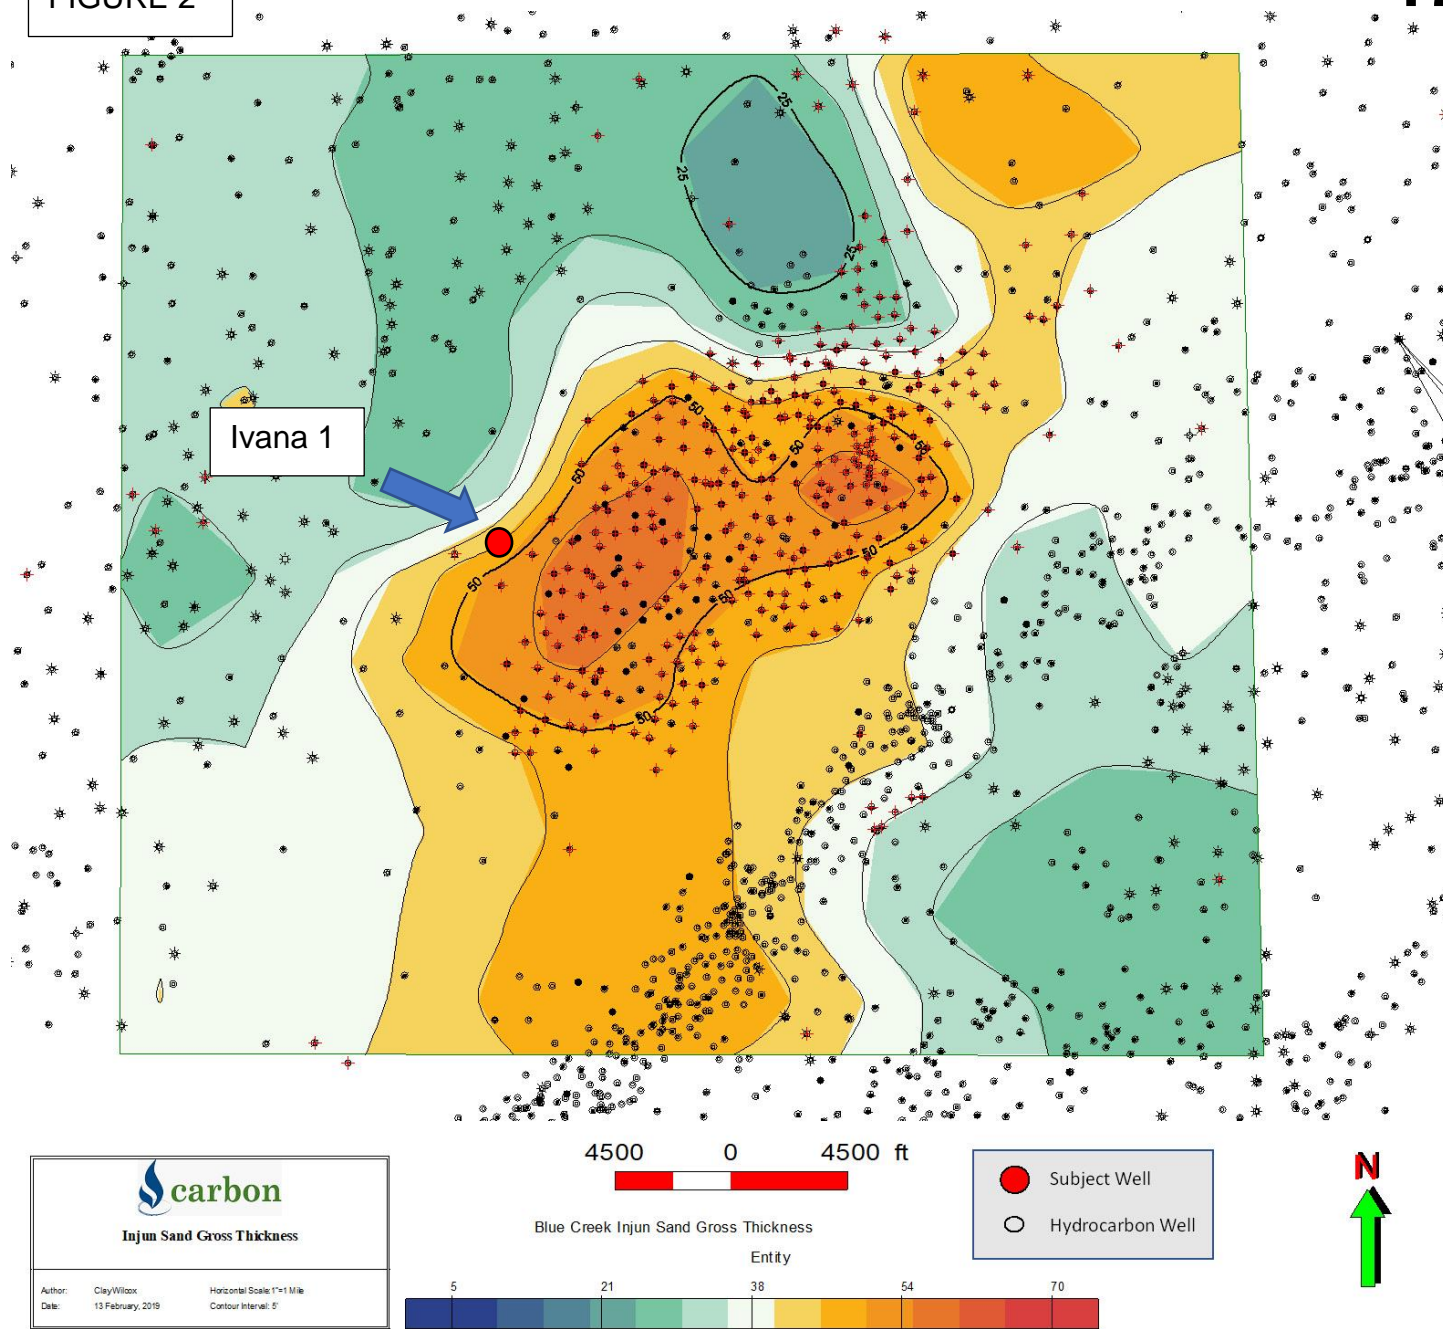 FIGURE 2
25
25
25
50
50
50
50
50
50
50
50
Ivana 1
4500 0 4500 ft
Blue Creek Injun Sand Gross Thickness
Entity
5 21 38 54 70
carbon
Injun Sand Gross Thickness
Author: ClayWilcox Horizontal Scale:1"=1 Mile
Date: 13 February, 2019 Contour Interval: 5'
Subject Well
Hydrocarbon Well
N